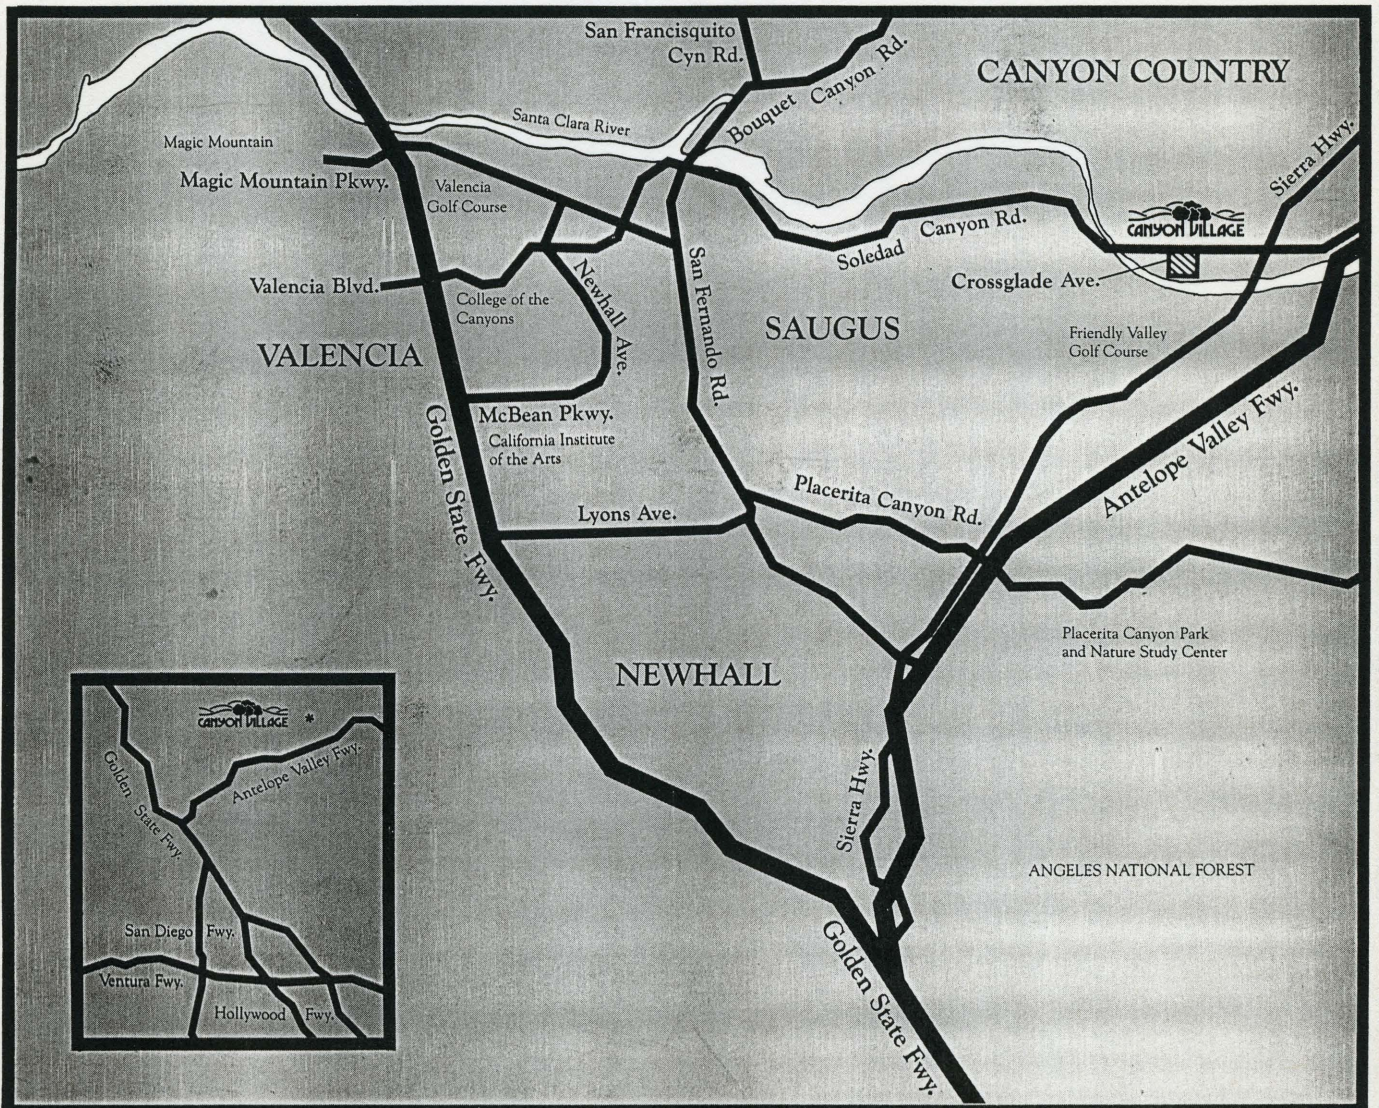 San Francisquito
Cyn Rd.
Bouquet Canyon Rd.
CANYON COUNTRY
Santa Clara River
Sierra Hwy.
Magic Mountain
Magic Mountain Pkwy.
Valencia
Golf Course
CANYON VILLAGE
Soledad Canyon Rd.
Crossglade Ave.
Valencia Blvd.
College of the
Canyons
Newhall Ave.
San Fernando Rd.
SAUGUS
Friendly Valley
Golf Course
VALENCIA
McBean Pkwy.
California Institute
of the Arts
Golden State Fwy.
Antelope Valley Fwy.
Placerita Canyon Rd.
Lyons Ave.
Placerita Canyon Park
and Nature Study Center
NEWHALL
Sierra Hwy.
ANGELES NATIONAL FOREST
Golden State Fwy.
CANYON VILLAGE *
Golden State Fwy.
Antelope Valley Fwy.
San Diego Fwy.
Ventura Fwy.
Hollywood Fwy.